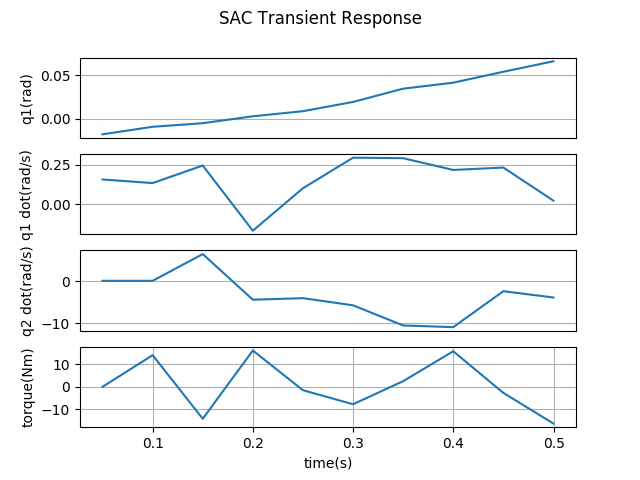 SAC Transient Response
q1(rad)
0.05
0.00
q1 dot(rad/s)
0.25
0.00
q2 dot(rad/s)
0
−10
torque(Nm)
10
0
−10
0.1 0.2 0.3 0.4 0.5
time(s)